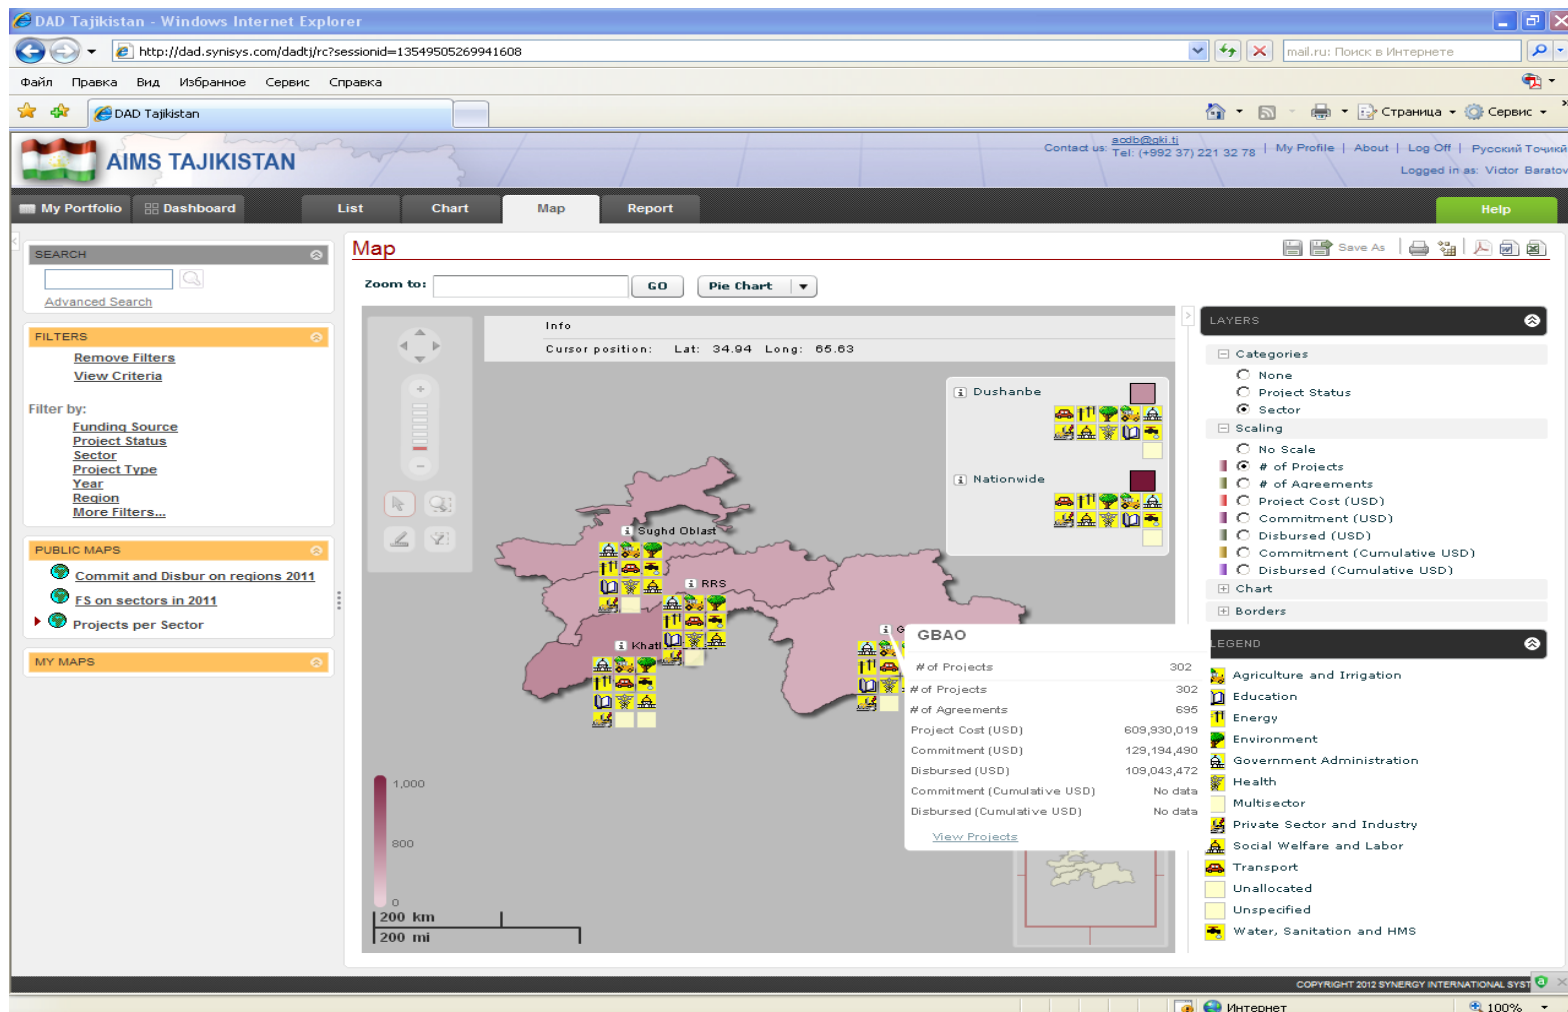 DAD Tajikistan - Windows Internet Explorer
http://dad.synisys.com/dadtj/rc?sessionid=13549505269941608
mail.ru: Поиск в Интернете
Файл Правка Вид Избранное Сервис Справка
DAD Tajikistan
Страница Сервис
AIMS TAJIKISTAN
Contact us: aodb@gki.tj
Tel: (+992 37) 221 32 78 | My Profile | About | Log Off | Русский Тоҷикӣ
Logged in as: Victor Baratov
My Portfolio Dashboard List Chart Map Report Help
SEARCH
Advanced Search
FILTERS
Remove Filters
View Criteria
Filter by:
Funding Source
Project Status
Sector
Project Type
Year
Region
More Filters...
PUBLIC MAPS
Commit and Disbur on regions 2011
FS on sectors in 2011
Projects per Sector
MY MAPS
Map
Save As
Zoom to: GO Pie Chart
Info
Cursor position: Lat: 34.94 Long: 65.63
Dushanbe
Nationwide
Sughd Oblast
RRS
Khatl
G
GBAO
# of Projects 302
# of Projects 302
# of Agreements 695
Project Cost (USD) 609,930,019
Commitment (USD) 129,194,490
Disbursed (USD) 109,043,472
Commitment (Cumulative USD) No data
Disbursed (Cumulative USD) No data
View Projects
1,000
800
0
200 km
200 mi
LAYERS
Categories
None
Project Status
Sector
Scaling
No Scale
# of Projects
# of Agreements
Project Cost (USD)
Commitment (USD)
Disbursed (USD)
Commitment (Cumulative USD)
Disbursed (Cumulative USD)
Chart
Borders
LEGEND
Agriculture and Irrigation
Education
Energy
Environment
Government Administration
Health
Multisector
Private Sector and Industry
Social Welfare and Labor
Transport
Unallocated
Unspecified
Water, Sanitation and HMS
COPYRIGHT 2012 SYNERGY INTERNATIONAL SYST
Интернет 100%